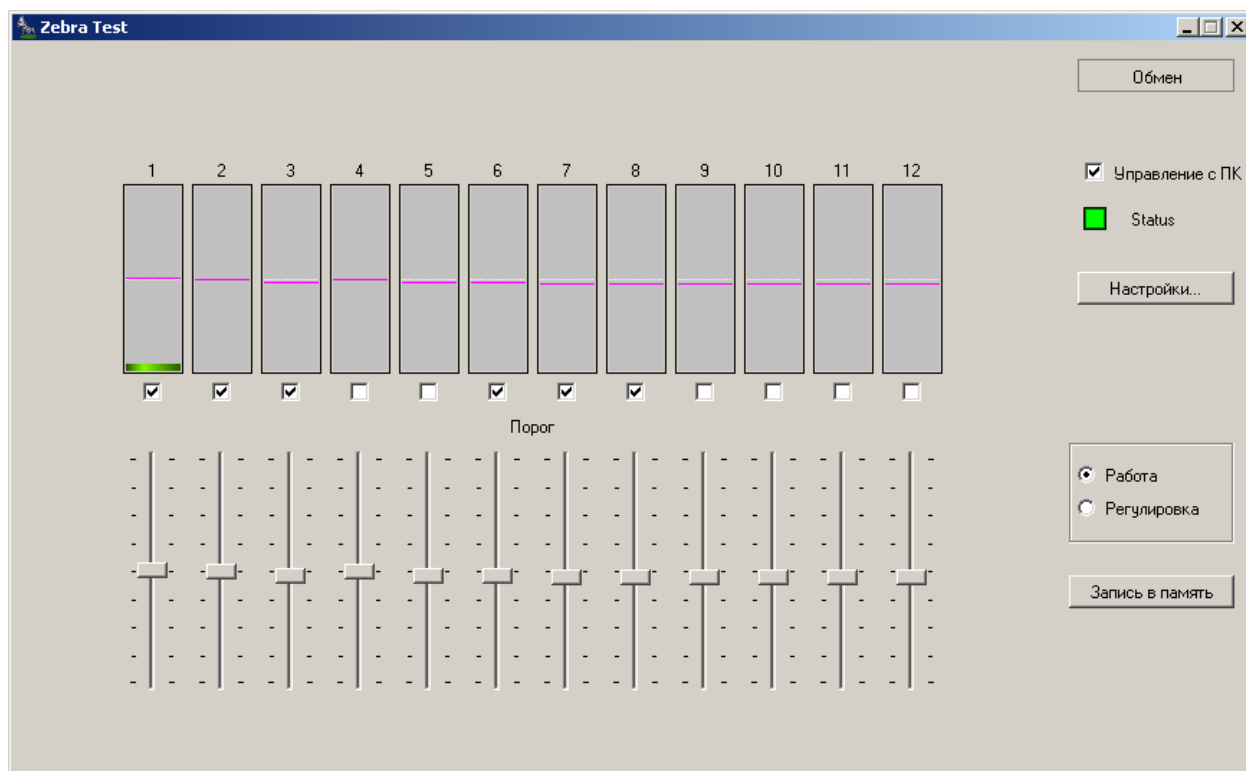 Zebra Test
Обмен
1 2 3 4 5 6 7 8 9 10 11 12
Управление с ПК
Status
Настройки...
Порог
Работа
Регулировка
Запись в память